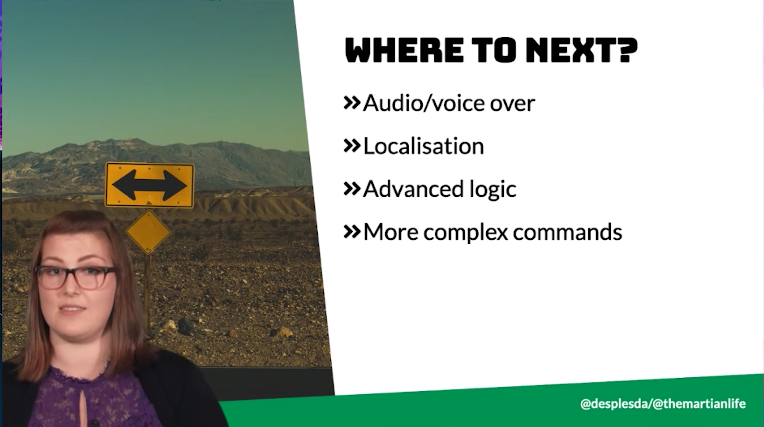 WHERE TO NEXT?
Audio/voice over
Localisation
Advanced logic
More complex commands
@desplesda/@themartianlife